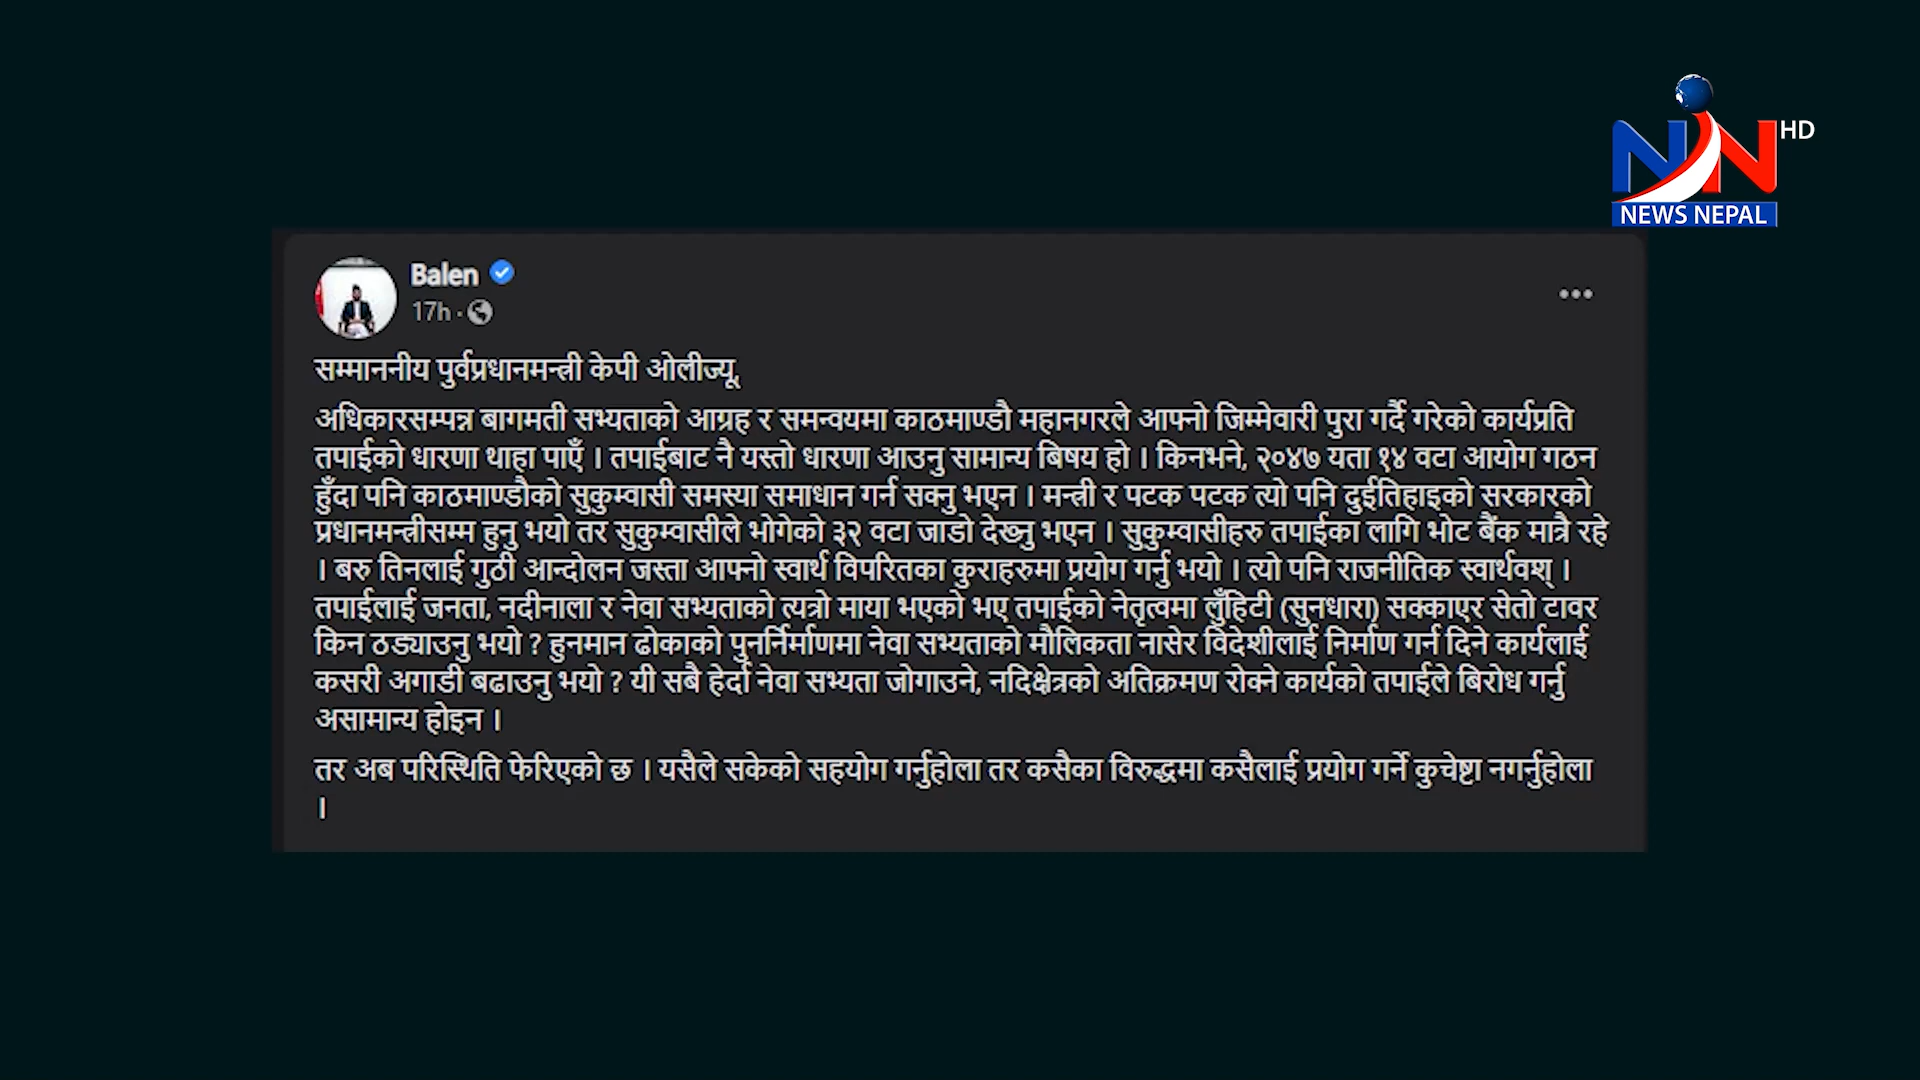 HD
NEWS NEPAL
Balen
17h
सम्माननीय पुर्वप्रधानमन्त्री केपी ओलीज्यू,
अधिकारसम्पन्न बागमती सभ्यताको आग्रह र समन्वयमा काठमाण्डौ महानगरले आफ्नो जिम्मेवारी पुरा गर्दै गरेको कार्यप्रति
तपाईको धारणा थाहा पाएँ । तपाईबाट नै यस्तो धारणा आउनु सामान्य बिषय हो । किनभने, २०४७ यता १४ वटा आयोग गठन
हुँदा पनि काठमाण्डौको सुकुम्वासी समस्या समाधान गर्न सक्नु भएन । मन्त्री र पटक पटक त्यो पनि दुईतिहाइको सरकारको
प्रधानमन्त्रीसम्म हुनु भयो तर सुकुम्वासीले भोगेको ३२ वटा जाडो देख्नु भएन । सुकुम्वासीहरु तपाईका लागि भोट बैंक मात्रै रहे
। बरु तिनलाई गुठी आन्दोलन जस्ता आफ्नो स्वार्थ विपरितका कुराहरुमा प्रयोग गर्नु भयो । त्यो पनि राजनीतिक स्वार्थवश् ।
तपाईलाई जनता, नदीनाला र नेवा सभ्यताको त्यत्रो माया भएको भए तपाईको नेतृत्वमा लुँहिटी (सुनधारा) सक्काएर सेतो टावर
किन ठड्याउनु भयो ? हुनमान ढोकाको पुनर्निर्माणमा नेवा सभ्यताको मौलिकता नासेर विदेशीलाई निर्माण गर्न दिने कार्यलाई
कसरी अगाडी बढाउनु भयो ? यी सबै हेर्दा नेवा सभ्यता जोगाउने, नदिक्षेत्रको अतिक्रमण रोक्ने कार्यको तपाईले बिरोध गर्नु
असामान्य होइन ।
तर अब परिस्थिति फेरिएको छ । यसैले सकेको सहयोग गर्नुहोला तर कसैका विरुद्धमा कसैलाई प्रयोग गर्ने कुचेष्टा नगर्नुहोला
।